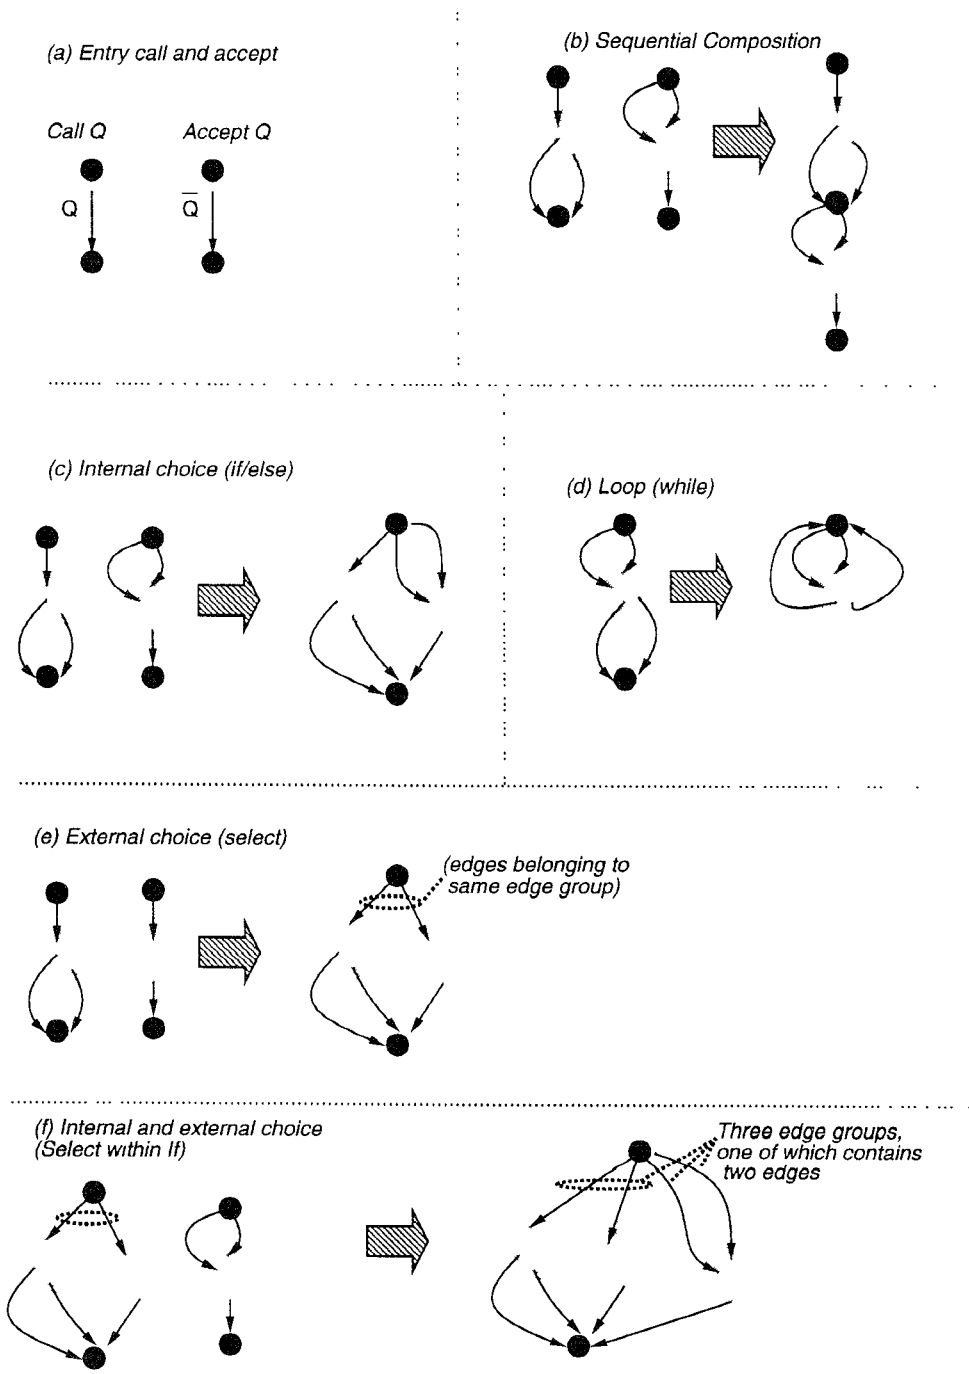 (a) Entry call and accept
Call Q
Accept Q
Q
Q̅
(b) Sequential Composition
(c) Internal choice (if/else)
(d) Loop (while)
(e) External choice (select)
(edges belonging to
same edge group)
(f) Internal and external choice
(Select within If)
Three edge groups,
one of which contains
two edges